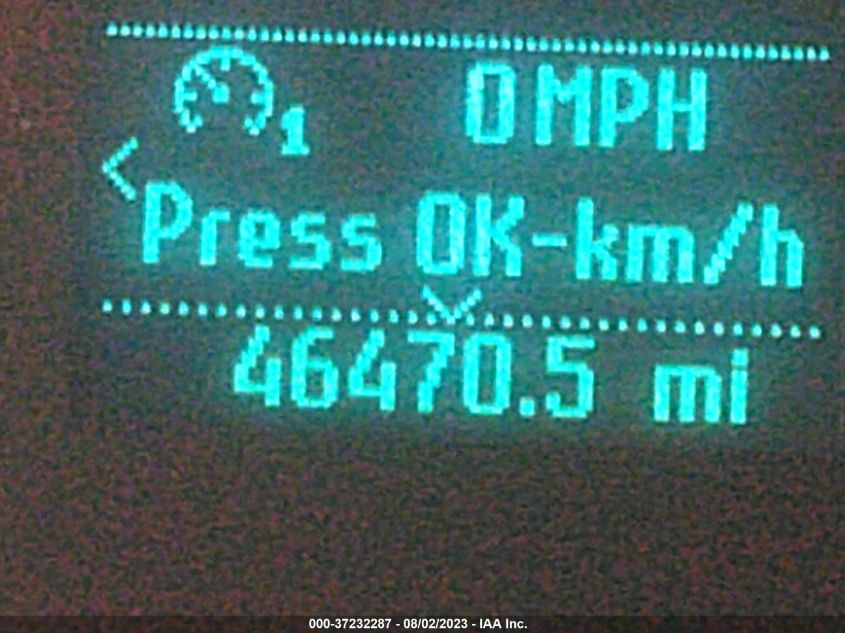 1 0 MPH
Press OK-km/h
46470.5 mi
000-37232287 - 08/02/2023 - IAA Inc.